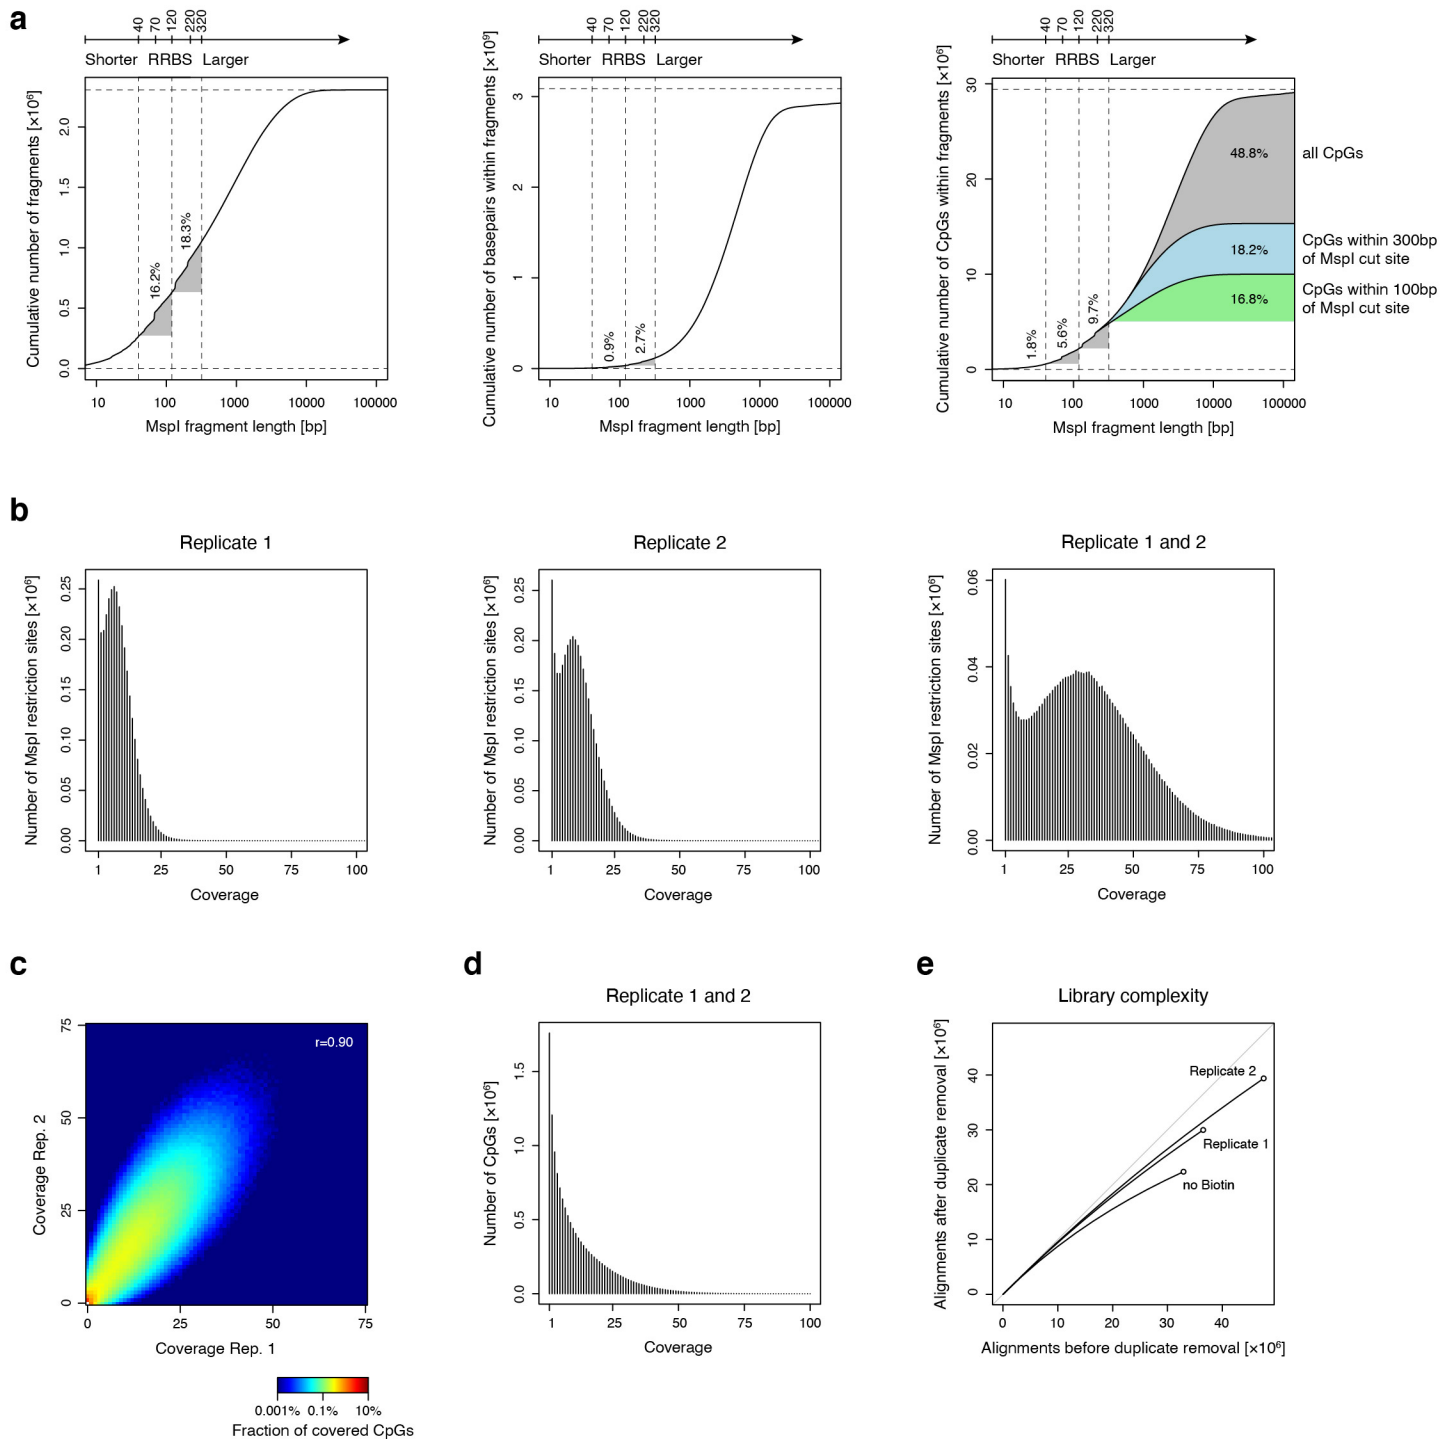 a
40 70 120 220 320
Shorter RRBS Larger
Cumulative number of fragments [×10⁶]
0.0 0.5 1.0 1.5 2.0
16.2%
18.3%
10 100 1000 10000 100000
MspI fragment length [bp]
40 70 120 220 320
Shorter RRBS Larger
Cumulative number of basepairs within fragments [×10⁹]
0 1 2 3
0.9%
2.7%
10 100 1000 10000 100000
MspI fragment length [bp]
40 70 120 220 320
Shorter RRBS Larger
Cumulative number of CpGs within fragments [×10⁶]
0 10 20 30
1.8%
5.6%
9.7%
48.8%
all CpGs
18.2%
CpGs within 300bp
of MspI cut site
16.8%
CpGs within 100bp
of MspI cut site
10 100 1000 10000 100000
MspI fragment length [bp]
b
Replicate 1
Number of MspI restriction sites [×10⁶]
0.00 0.05 0.10 0.15 0.20 0.25
1 25 50 75 100
Coverage
Replicate 2
Number of MspI restriction sites [×10⁶]
0.00 0.05 0.10 0.15 0.20 0.25
1 25 50 75 100
Coverage
Replicate 1 and 2
Number of MspI restriction sites [×10⁶]
0.00 0.02 0.04 0.06
1 25 50 75 100
Coverage
c
r=0.90
Coverage Rep. 2
0 25 50 75
0 25 50 75
Coverage Rep. 1
0.001% 0.1% 10%
Fraction of covered CpGs
d
Replicate 1 and 2
Number of CpGs [×10⁶]
0.0 0.5 1.0 1.5
1 25 50 75 100
Coverage
e
Library complexity
Alignments after duplicate removal [×10⁶]
0 10 20 30 40
Replicate 2
Replicate 1
no Biotin
0 10 20 30 40
Alignments before duplicate removal [×10⁶]